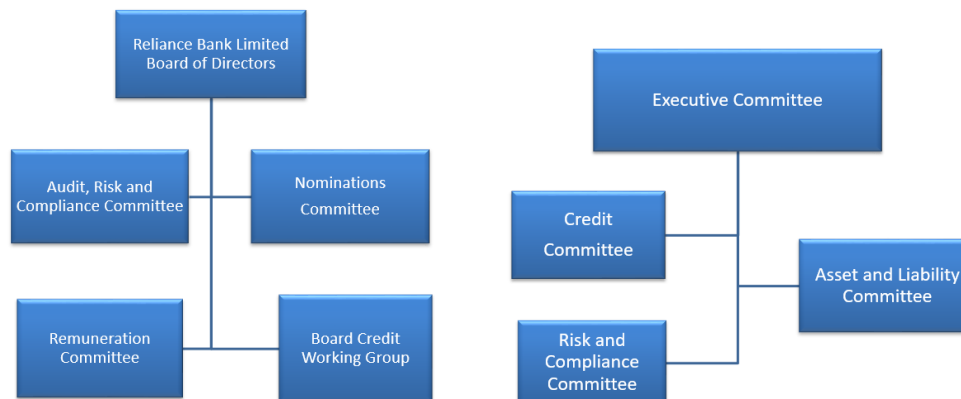 Reliance Bank Limited
Board of Directors
Audit, Risk and
Compliance Committee
Nominations
Committee
Remuneration
Committee
Board Credit
Working Group
Executive Committee
Credit
Committee
Asset and Liability
Committee
Risk and
Compliance
Committee